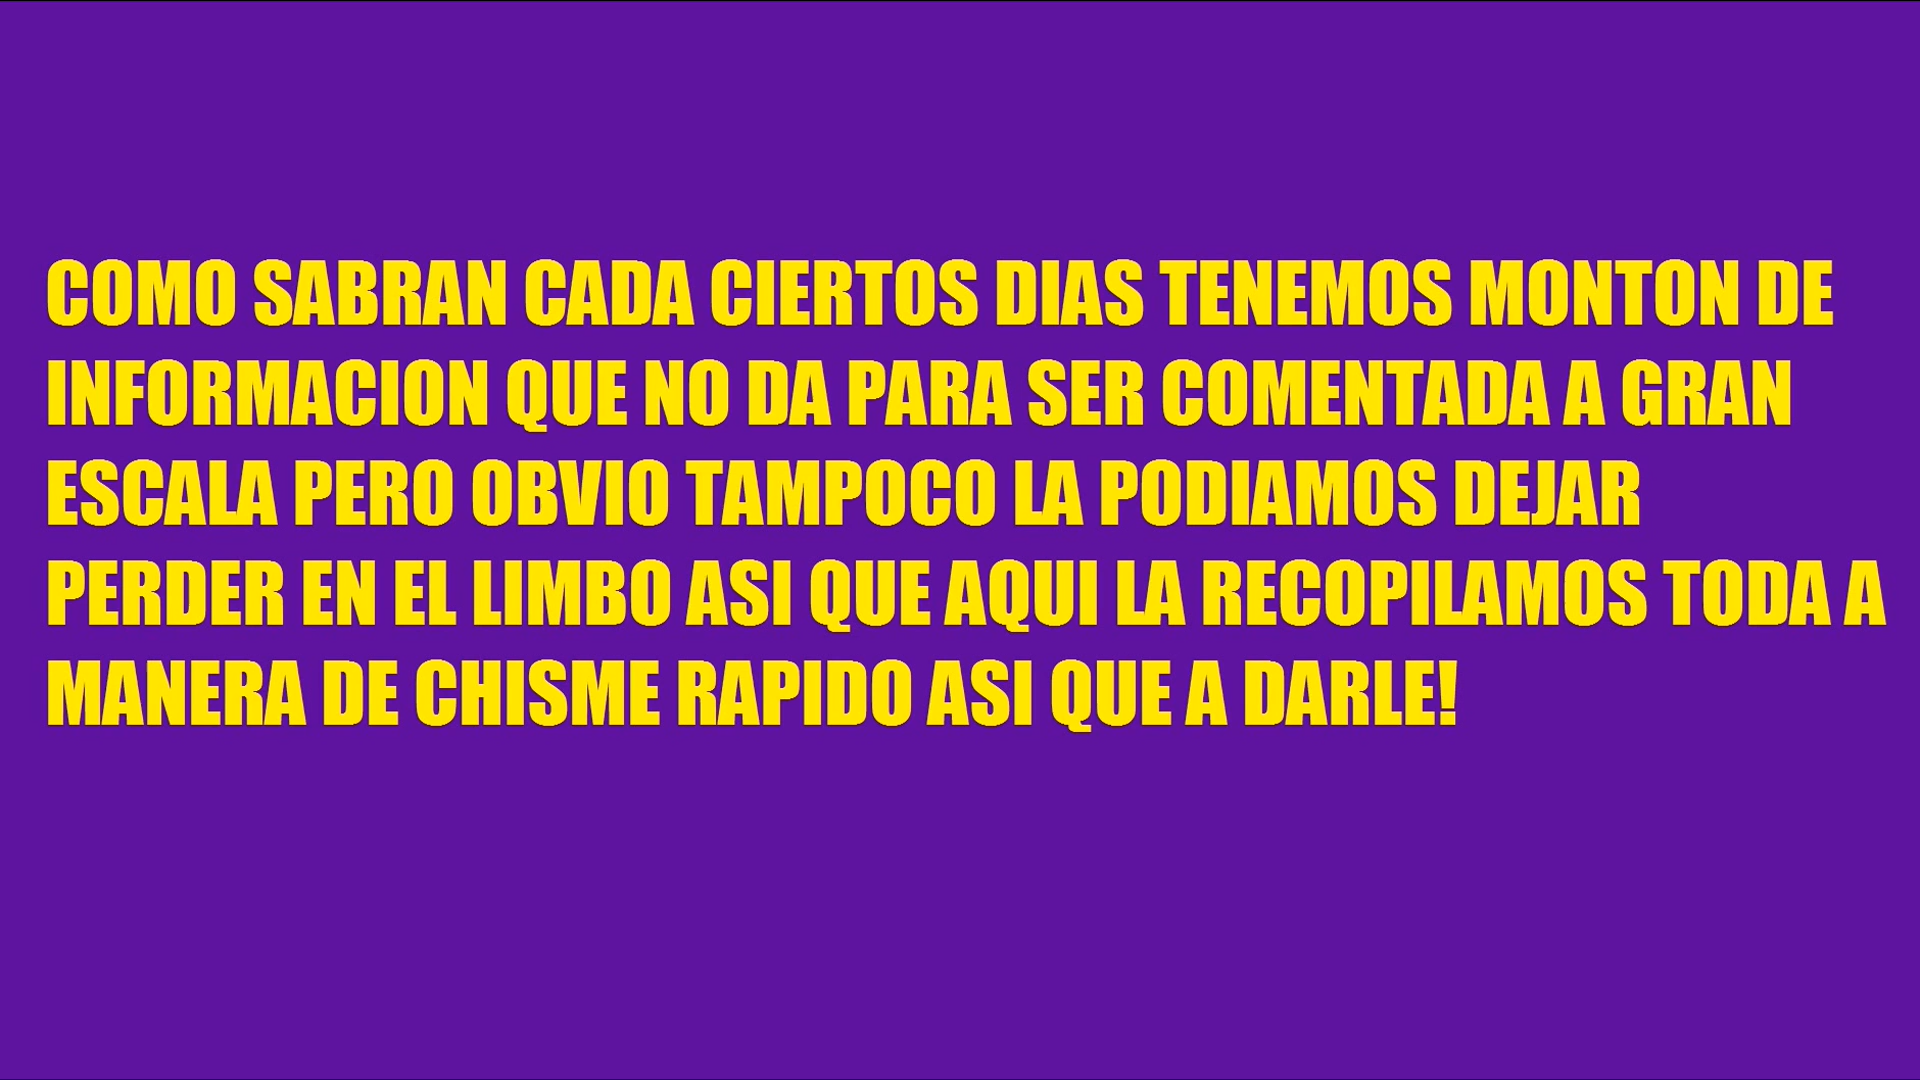 COMO SABRAN CADA CIERTOS DIAS TENEMOS MONTON DE
INFORMACION QUE NO DA PARA SER COMENTADA A GRAN
ESCALA PERO OBVIO TAMPOCO LA PODIAMOS DEJAR
PERDER EN EL LIMBO ASI QUE AQUI LA RECOPILAMOS TODA A
MANERA DE CHISME RAPIDO ASI QUE A DARLE!